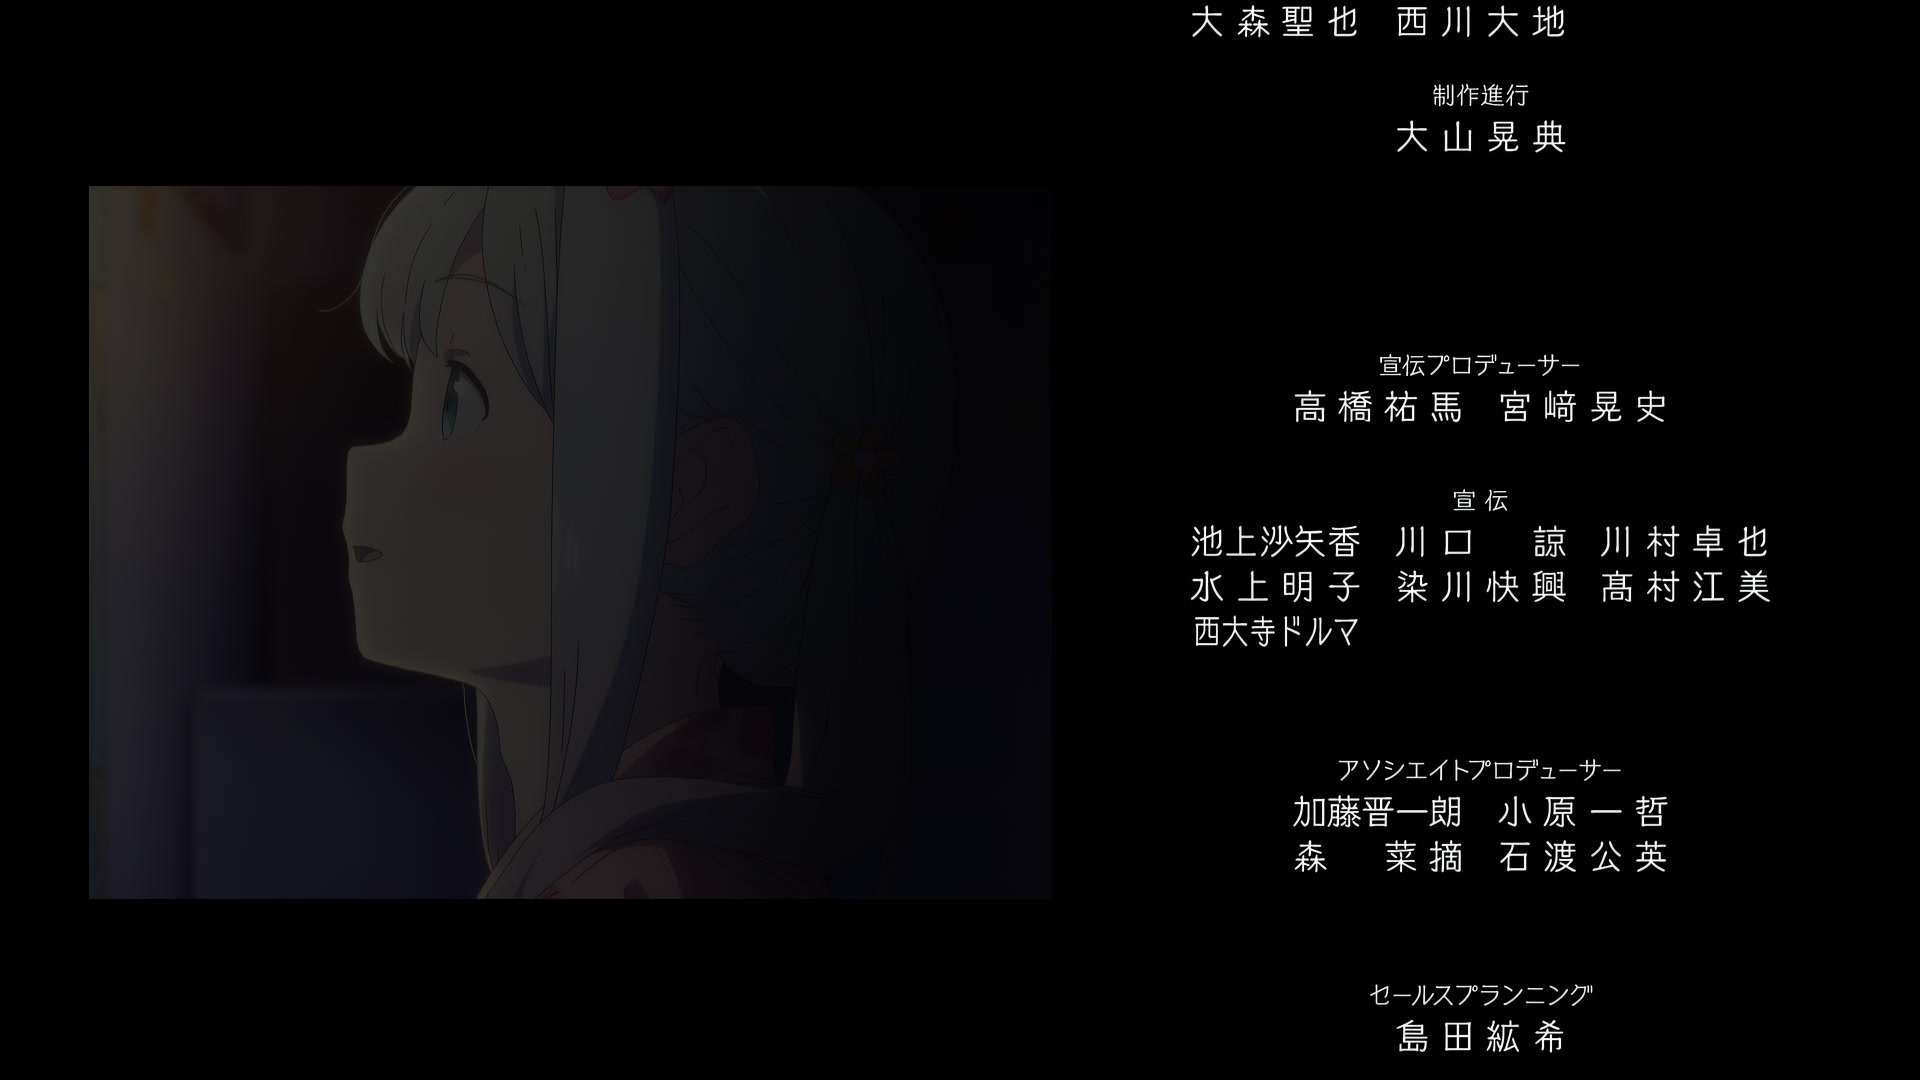 大森聖也 西川大地
制作進行
大山晃典
宣伝プロデューサー
高橋祐馬 宮﨑晃史
宣伝
池上沙矢香 川口諒 川村卓也
水上明子 染川快興 髙村江美
西大寺ドルマ
アソシエイトプロデューサー
加藤晋一朗 小原一哲
森菜摘 石渡公英
セールスプランニング
島田紘希